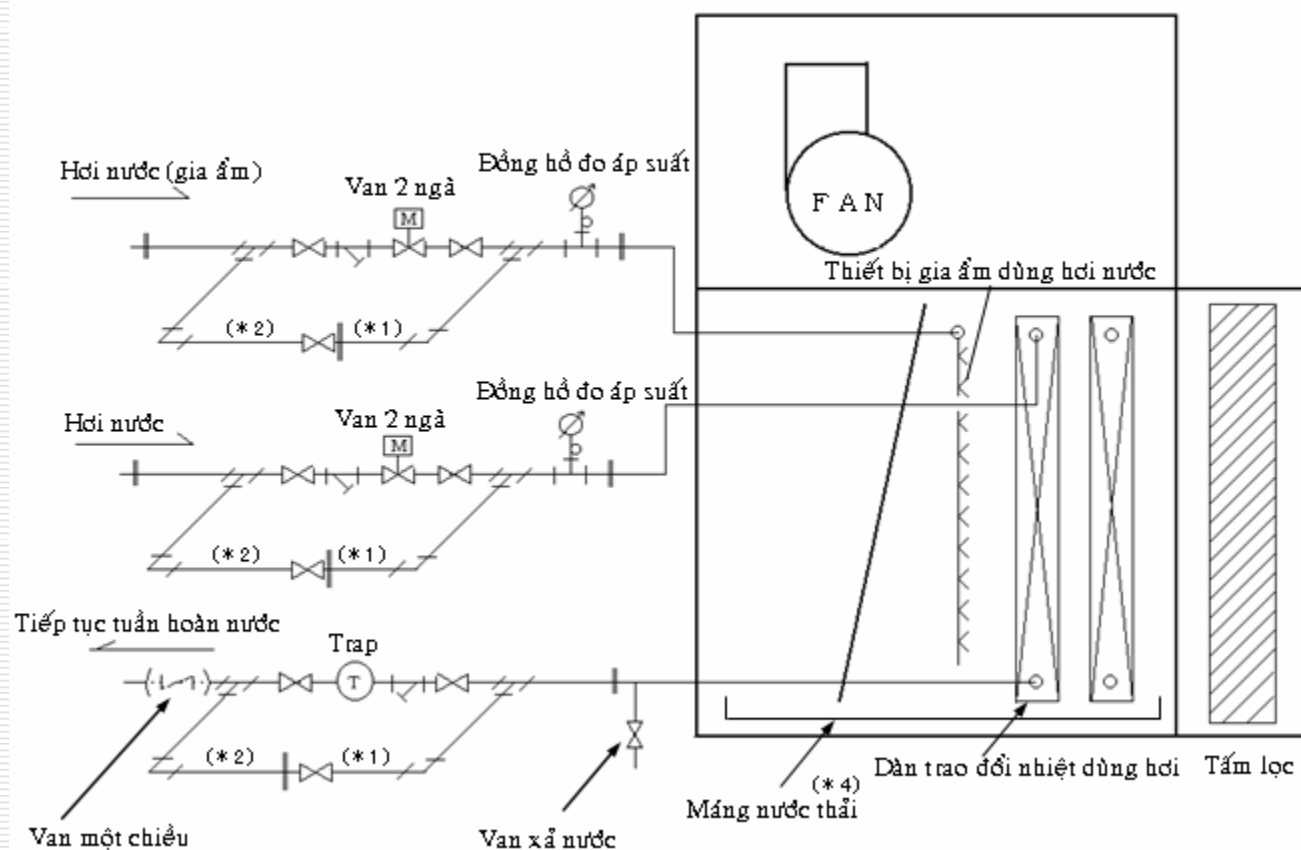 F A N
Hơi nước (gia ẩm)
Van 2 ngà
Đồng hồ đo áp suất
M
Thiết bị gia ẩm dùng hơi nước
(*2)
(*1)
Hơi nước
Van 2 ngà
Đồng hồ đo áp suất
M
(*2)
(*1)
Tiếp tục tuần hoàn nước
Trap
T
(*2)
(*1)
Van một chiều
Van xả nước
(*4)
Máng nước thải
Dàn trao đổi nhiệt dùng hơi
Tấm lọc